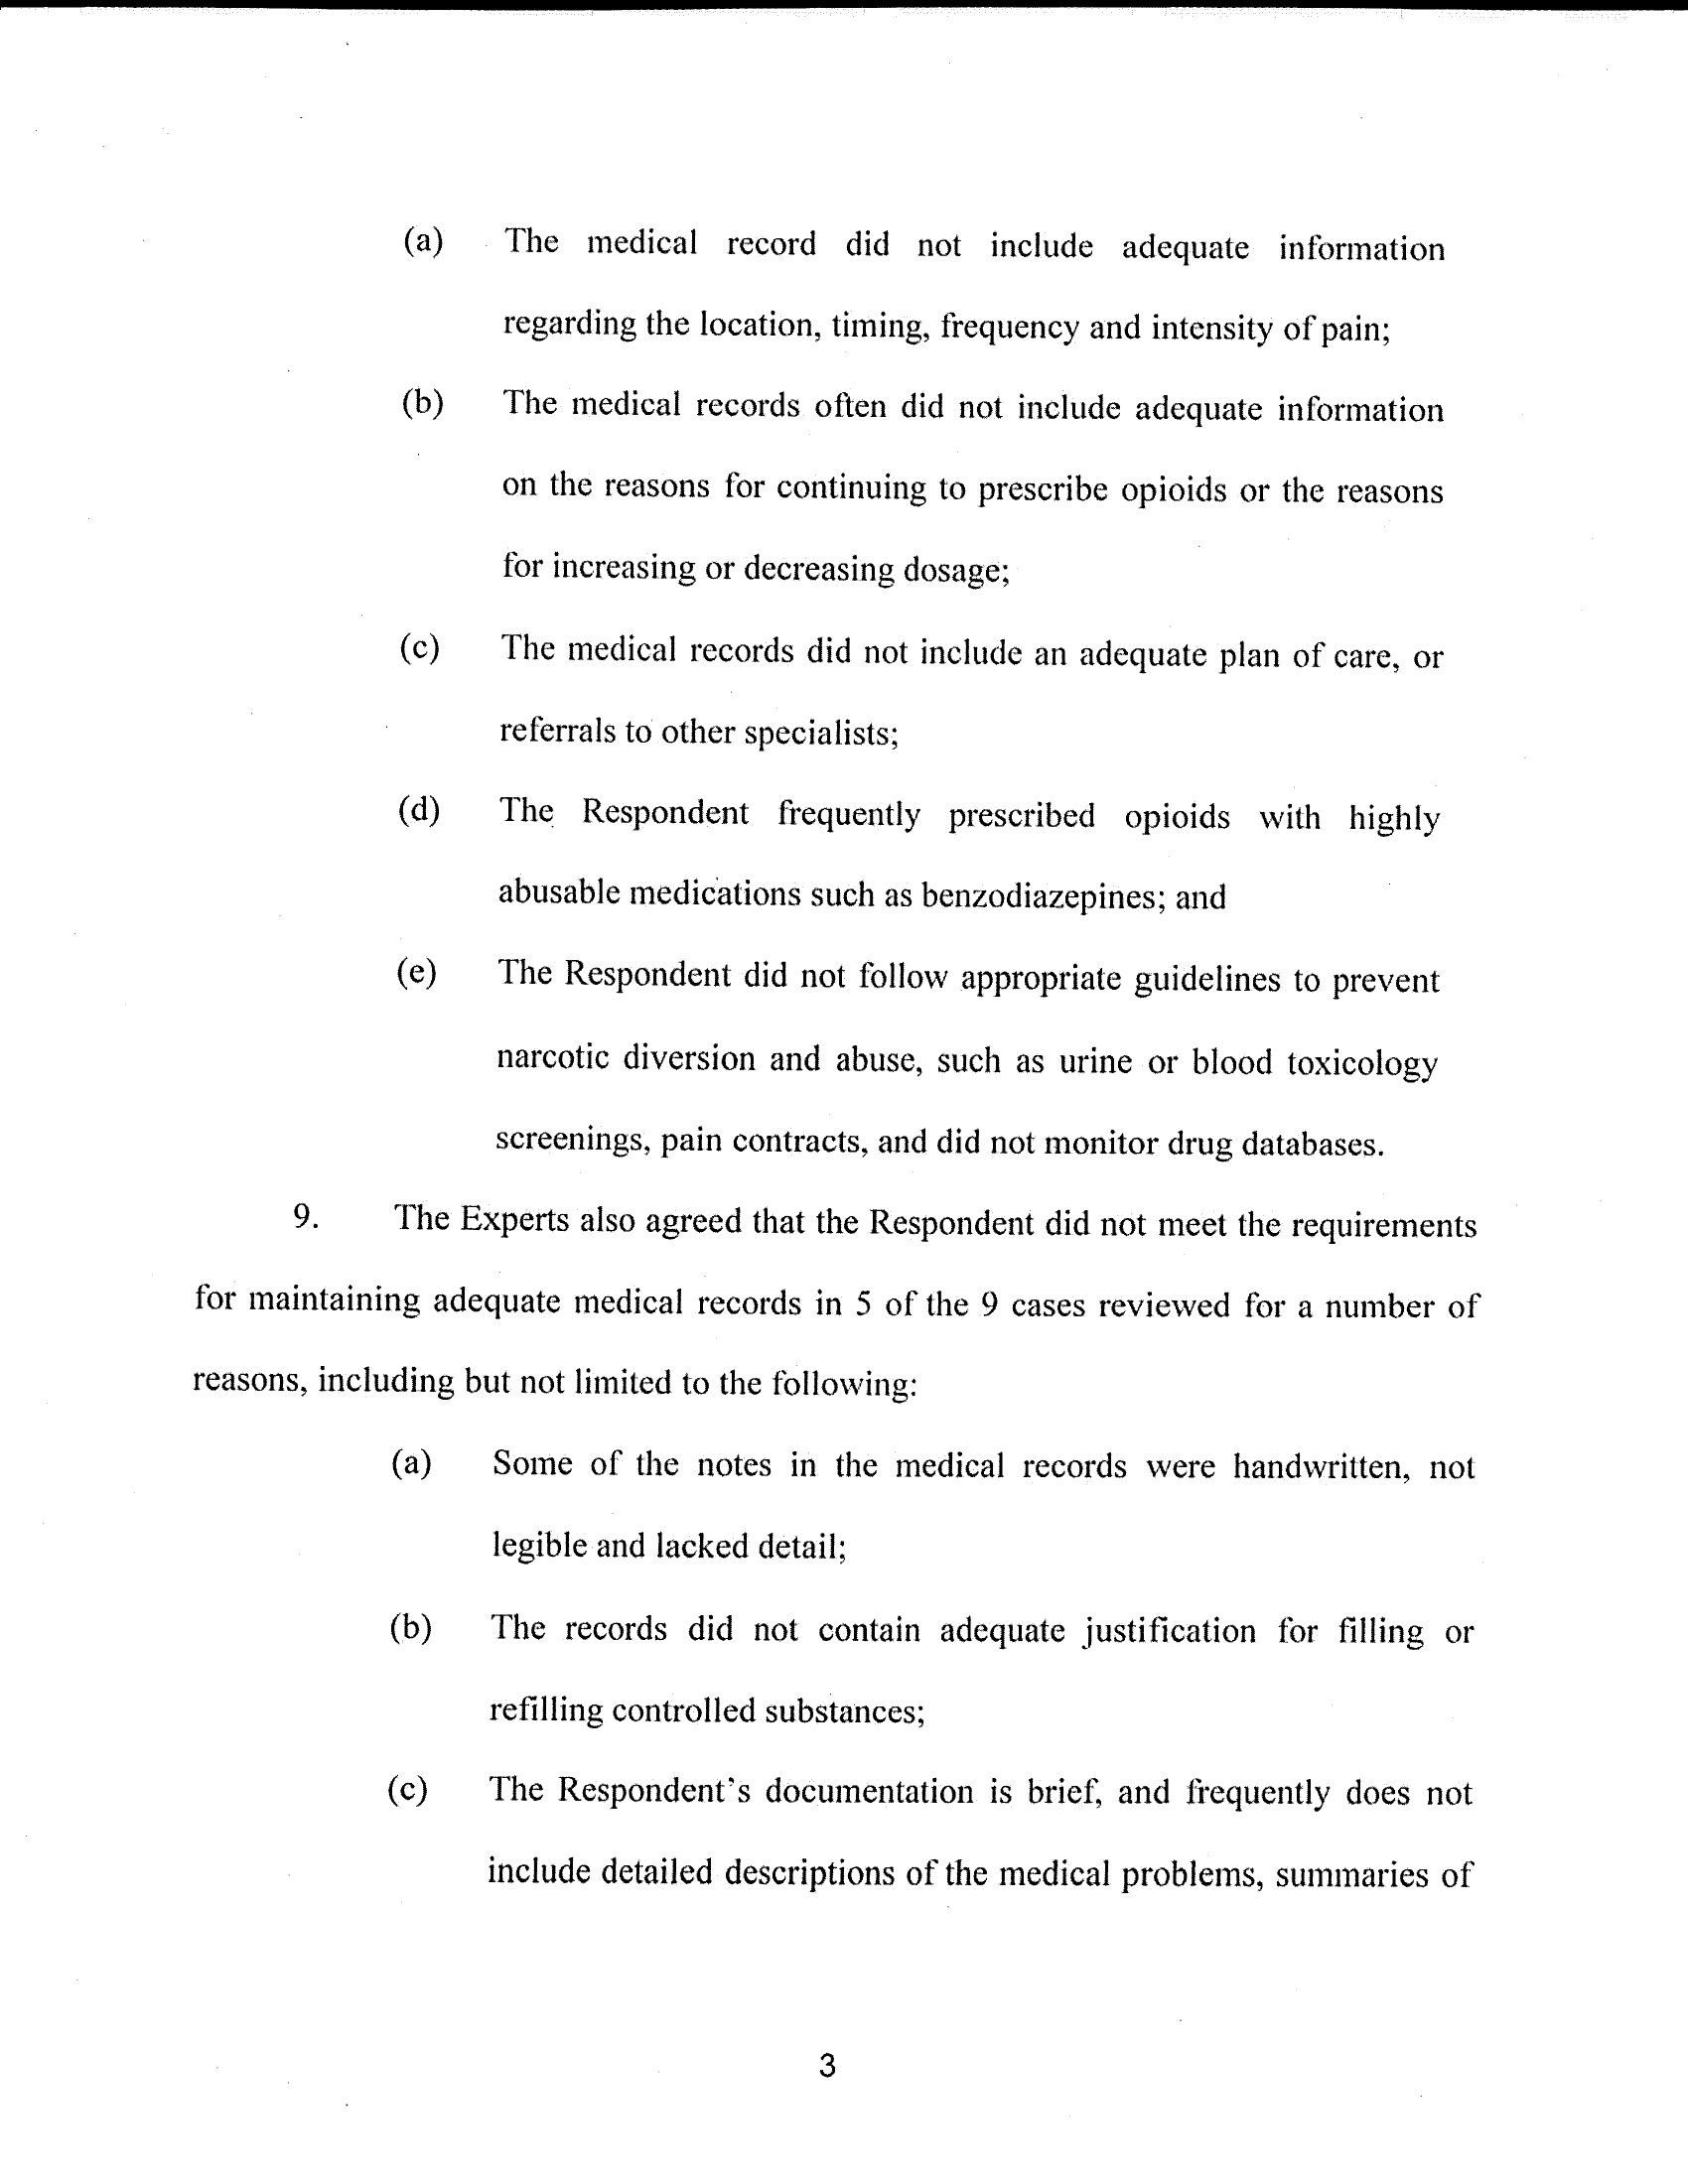 (a) The medical record did not include adequate information
regarding the location, timing, frequency and intensity of pain;
(b) The medical records often did not include adequate information
on the reasons for continuing to prescribe opioids or the reasons
for increasing or decreasing dosage;
(c) The medical records did not include an adequate plan of care, or
referrals to other specialists;
(d) The Respondent frequently prescribed opioids with highly
abusable medications such as benzodiazepines; and
(e) The Respondent did not follow appropriate guidelines to prevent
narcotic diversion and abuse, such as urine or blood toxicology
screenings, pain contracts, and did not monitor drug databases.
9. The Experts also agreed that the Respondent did not meet the requirements
for maintaining adequate medical records in 5 of the 9 cases reviewed for a number of
reasons, including but not limited to the following:
(a) Some of the notes in the medical records were handwritten, not
legible and lacked detail;
(b) The records did not contain adequate justification for filling or
refilling controlled substances;
(c) The Respondent's documentation is brief, and frequently does not
include detailed descriptions of the medical problems, summaries of
3